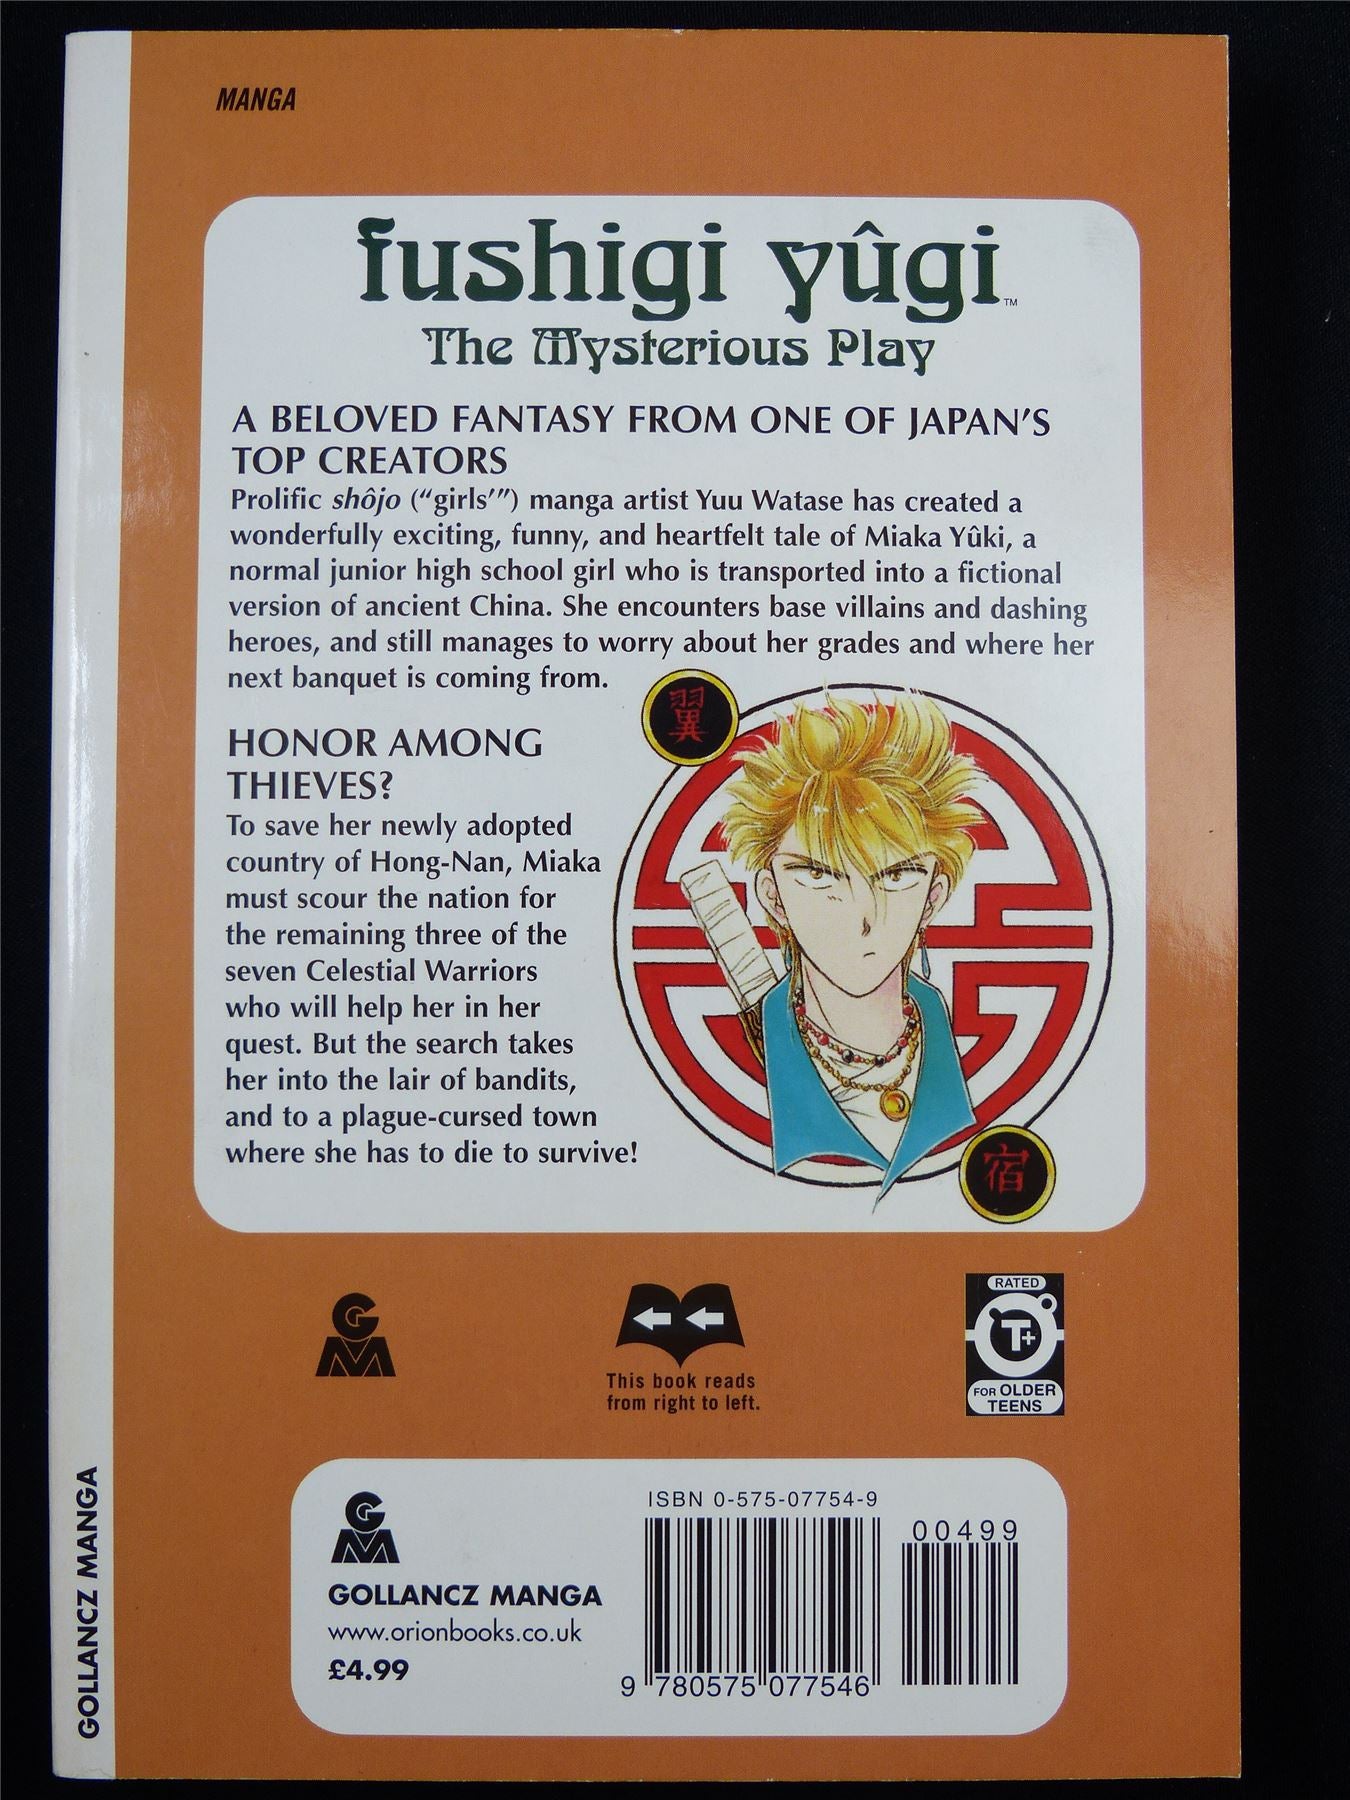 MANGA
fushigi yûgi™
The Mysterious Play
A BELOVED FANTASY FROM ONE OF JAPAN'S
TOP CREATORS
Prolific shôjo ("girls'") manga artist Yuu Watase has created a
wonderfully exciting, funny, and heartfelt tale of Miaka Yûki, a
normal junior high school girl who is transported into a fictional
version of ancient China. She encounters base villains and dashing
heroes, and still manages to worry about her grades and where her
next banquet is coming from.
翼
HONOR AMONG
THIEVES?
To save her newly adopted
country of Hong-Nan, Miaka
must scour the nation for
the remaining three of the
seven Celestial Warriors
who will help her in her
quest. But the search takes
her into the lair of bandits,
and to a plague-cursed town
where she has to die to survive!
宿
GM
This book reads
from right to left.
RATED
T+
FOR OLDER
TEENS
GM
GOLLANCZ MANGA
www.orionbooks.co.uk
£4.99
ISBN 0-575-07754-9
00499
9 780575 077546
GOLLANCZ MANGA